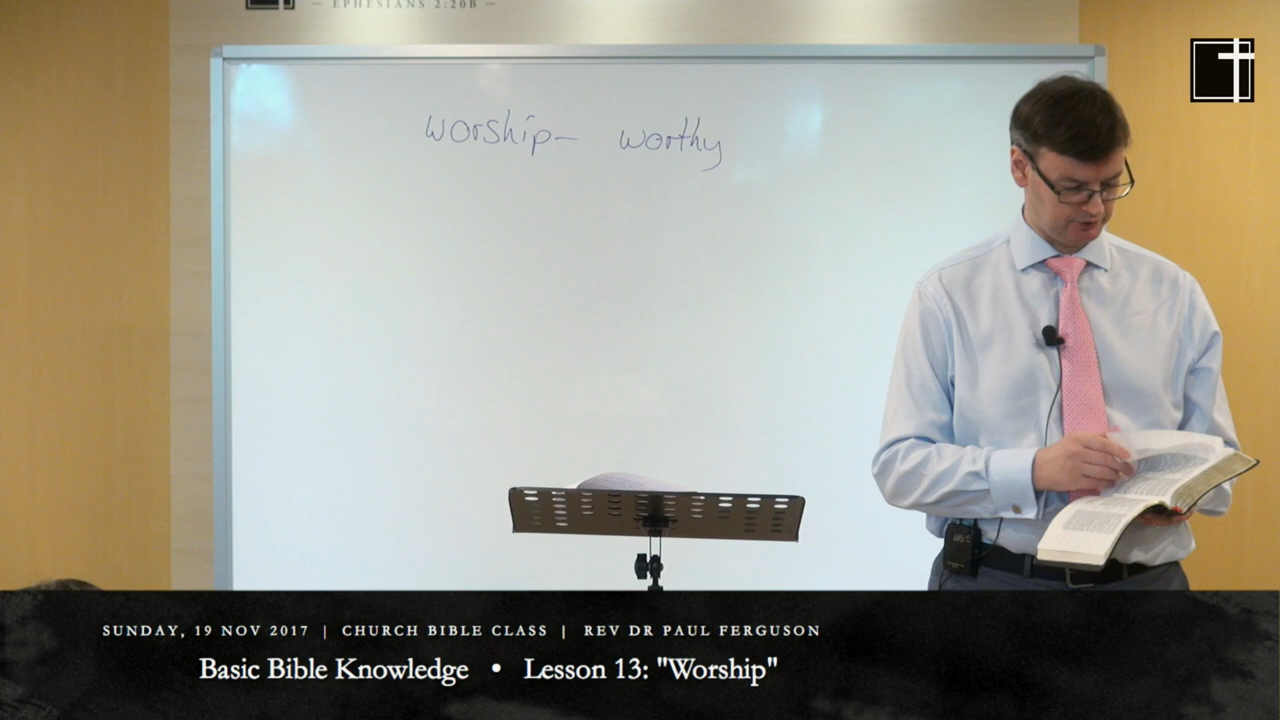 — EPHESIANS 2:20B —
worship – worthy
SUNDAY, 19 NOV 2017 | CHURCH BIBLE CLASS | REV DR PAUL FERGUSON
Basic Bible Knowledge • Lesson 13: "Worship"